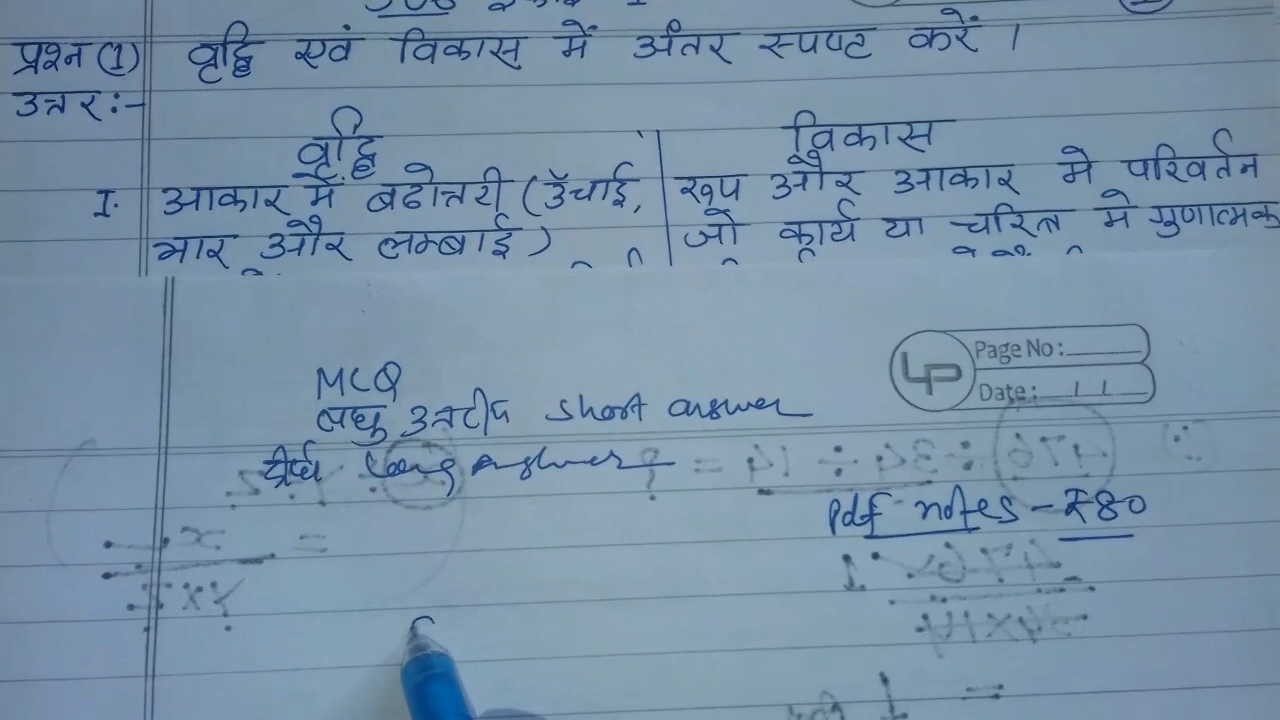 प्रश्न (1) वृद्धि एवं विकास में अंतर स्पष्ट करें ।
उत्तर :-
वृद्धि विकास
I. आकार में बढोत्तरी (ऊँचाई, रूप और आकार मे परिवर्तन
भार और लम्बाई) जो कार्य या चरित्र मे गुणात्मक
MCQ
Page No:
लघु उत्तरीय short answer
Date:
दीर्घ long answer
Pdf notes - ₹80